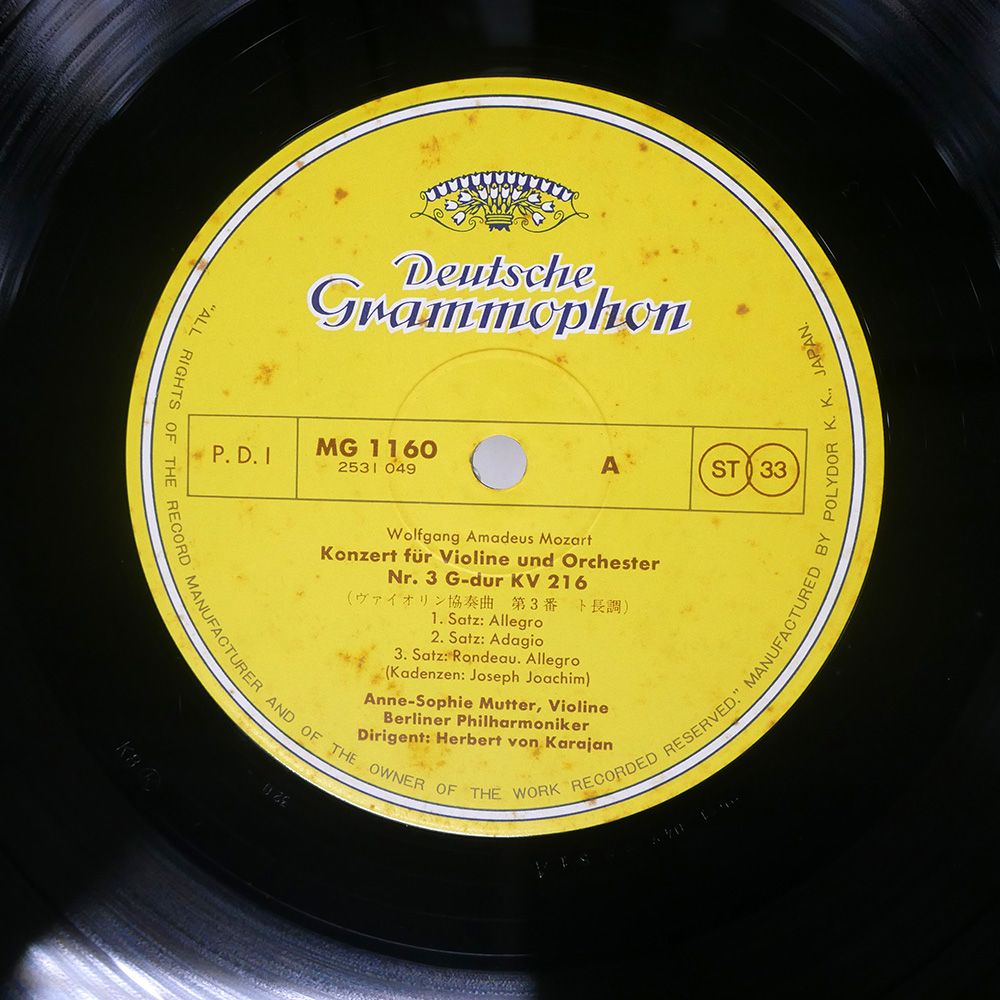 Deutsche
Grammophon
P. D. I
MG 1160
2531 049
A
ST 33
Wolfgang Amadeus Mozart
Konzert für Violine und Orchester
Nr. 3 G-dur KV 216
(ヴァイオリン協奏曲 第3番 ト長調)
1. Satz: Allegro
2. Satz: Adagio
3. Satz: Rondeau. Allegro
(Kadenzen: Joseph Joachim)
Anne-Sophie Mutter, Violine
Berliner Philharmoniker
Dirigent: Herbert von Karajan
"ALL RIGHTS OF THE RECORD MANUFACTURER AND OF THE OWNER OF THE WORK RECORDED RESERVED." MANUFACTURED BY POLYDOR K. K., JAPAN.